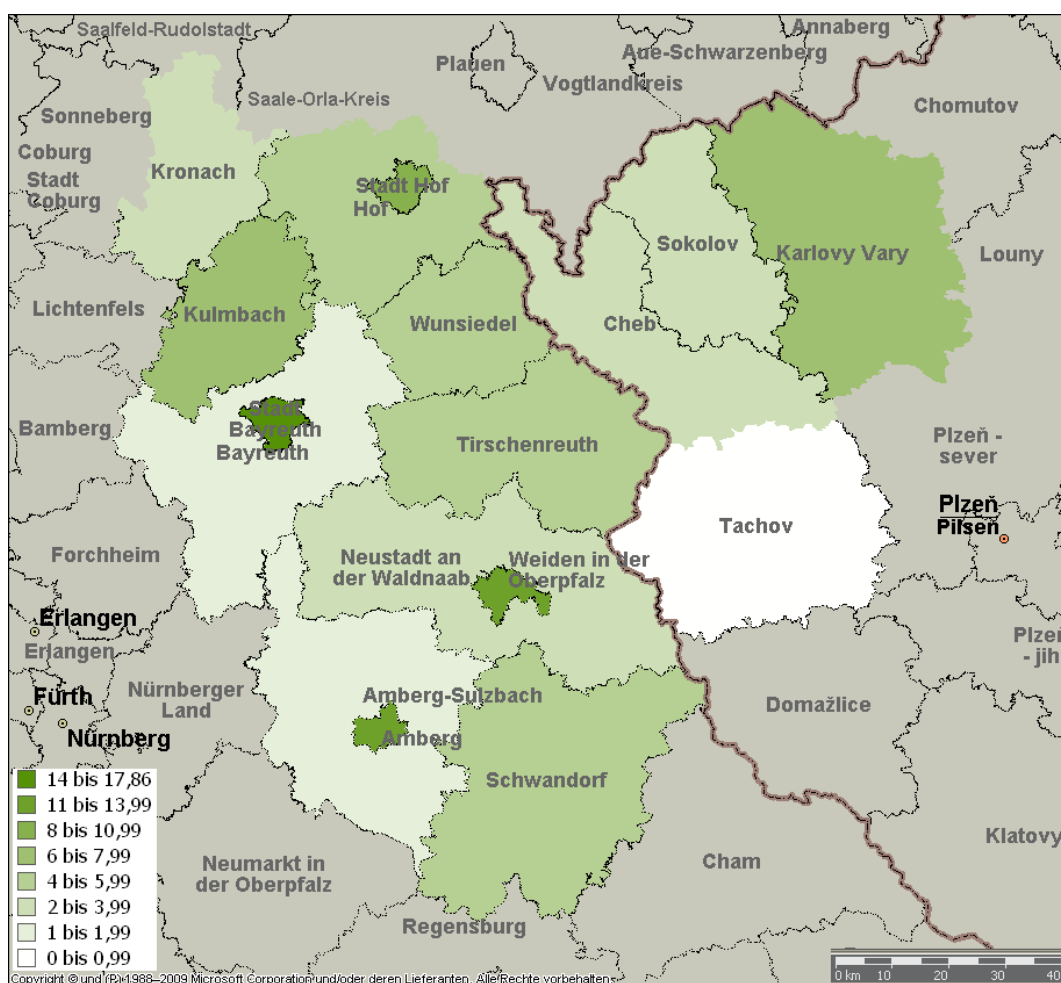 Saalfeld-Rudolstadt
Annaberg
Aue-Schwarzenberg
Plauen
Vogtlandkreis
Saale-Orla-Kreis
Chomutov
Sonneberg
Coburg
Stadt
Coburg
Kronach
Stadt Hof
Hof
Sokolov
Karlovy Vary
Louny
Lichtenfels
Kulmbach
Wunsiedel
Cheb
Stadt
Bayreuth
Bayreuth
Bamberg
Tirschenreuth
Plzeň -
sever
Plzeň
Pilseň
Tachov
Forchheim
Neustadt an
der Waldnaab
Weiden in der
Oberpfalz
Erlangen
Erlangen
Plzeň
- jih
Fürth
Nürnberg
Nürnberger
Land
Amberg-Sulzbach
Amberg
Domažlice
Schwandorf
Klatovy
Cham
Neumarkt in
der Oberpfalz
Regensburg
14 bis 17,86
11 bis 13,99
8 bis 10,99
6 bis 7,99
4 bis 5,99
2 bis 3,99
1 bis 1,99
0 bis 0,99
0 km 10 20 30 40
Copyright © und (P) 1988–2009 Microsoft Corporation und/oder deren Lieferanten. Alle Rechte vorbehalten.